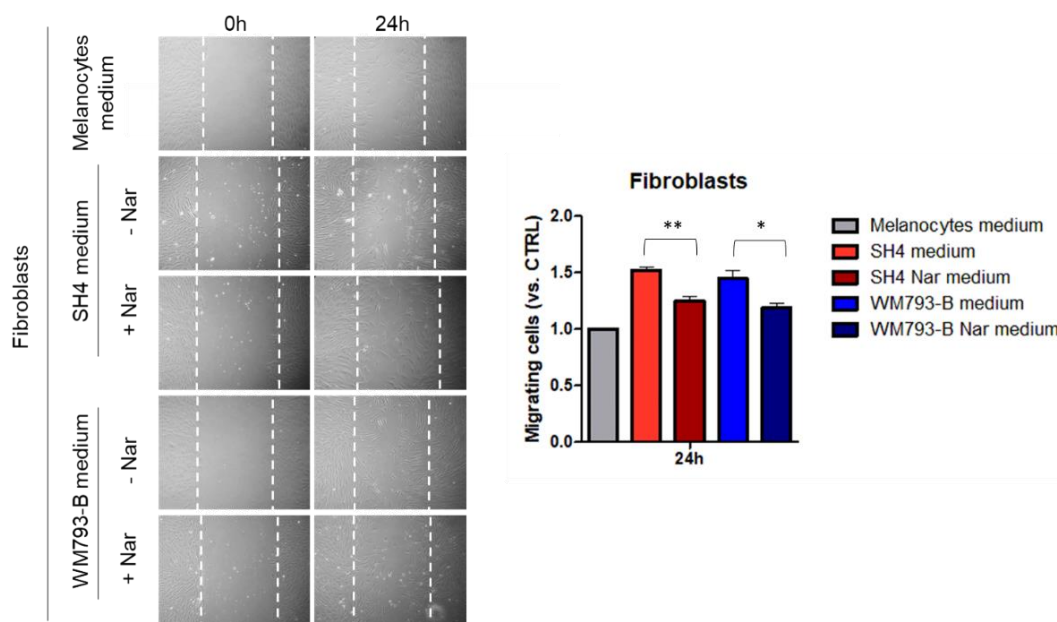 0h
24h
Fibroblasts
Melanocytes
medium
SH4 medium
- Nar
+ Nar
WM793-B medium
- Nar
+ Nar
Fibroblasts
Migrating cells (vs. CTRL)
2.0
1.5
1.0
0.5
0.0
**
*
24h
Melanocytes medium
SH4 medium
SH4 Nar medium
WM793-B medium
WM793-B Nar medium